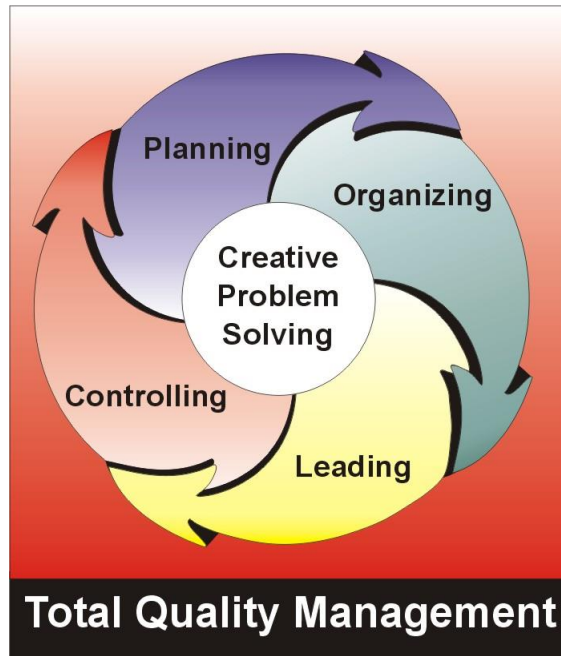 Planning
Organizing
Creative
Problem
Solving
Controlling
Leading
Total Quality Management